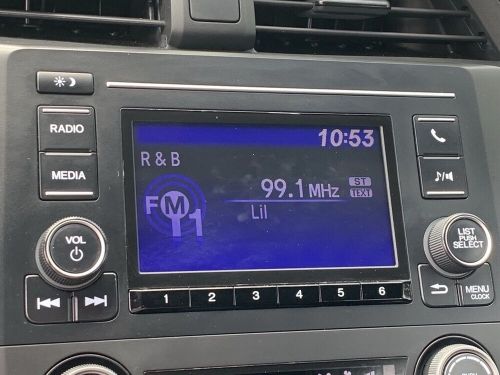 10:53
RADIO
R & B
MEDIA
99.1 MHz
ST
TEXT
FM1
Lil
VOL
LIST
PUSH
SELECT
1 2 3 4 5 6
MENU
CLOCK